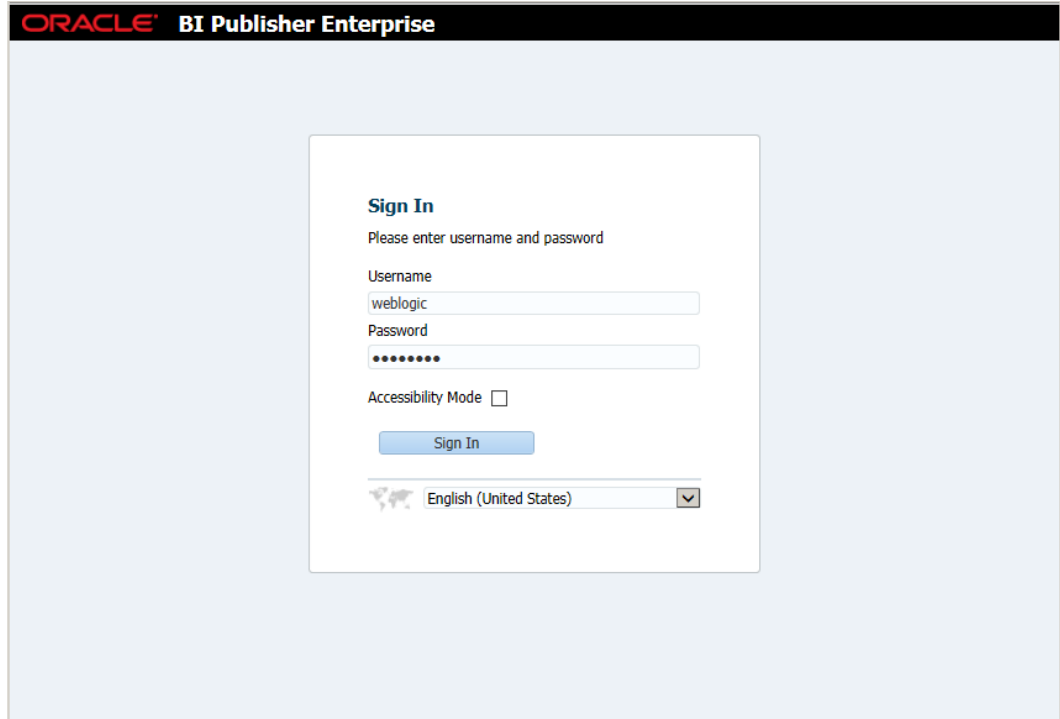 ORACLE BI Publisher Enterprise
Sign In
Please enter username and password
Username
weblogic
Password
••••••••
Accessibility Mode
Sign In
English (United States)